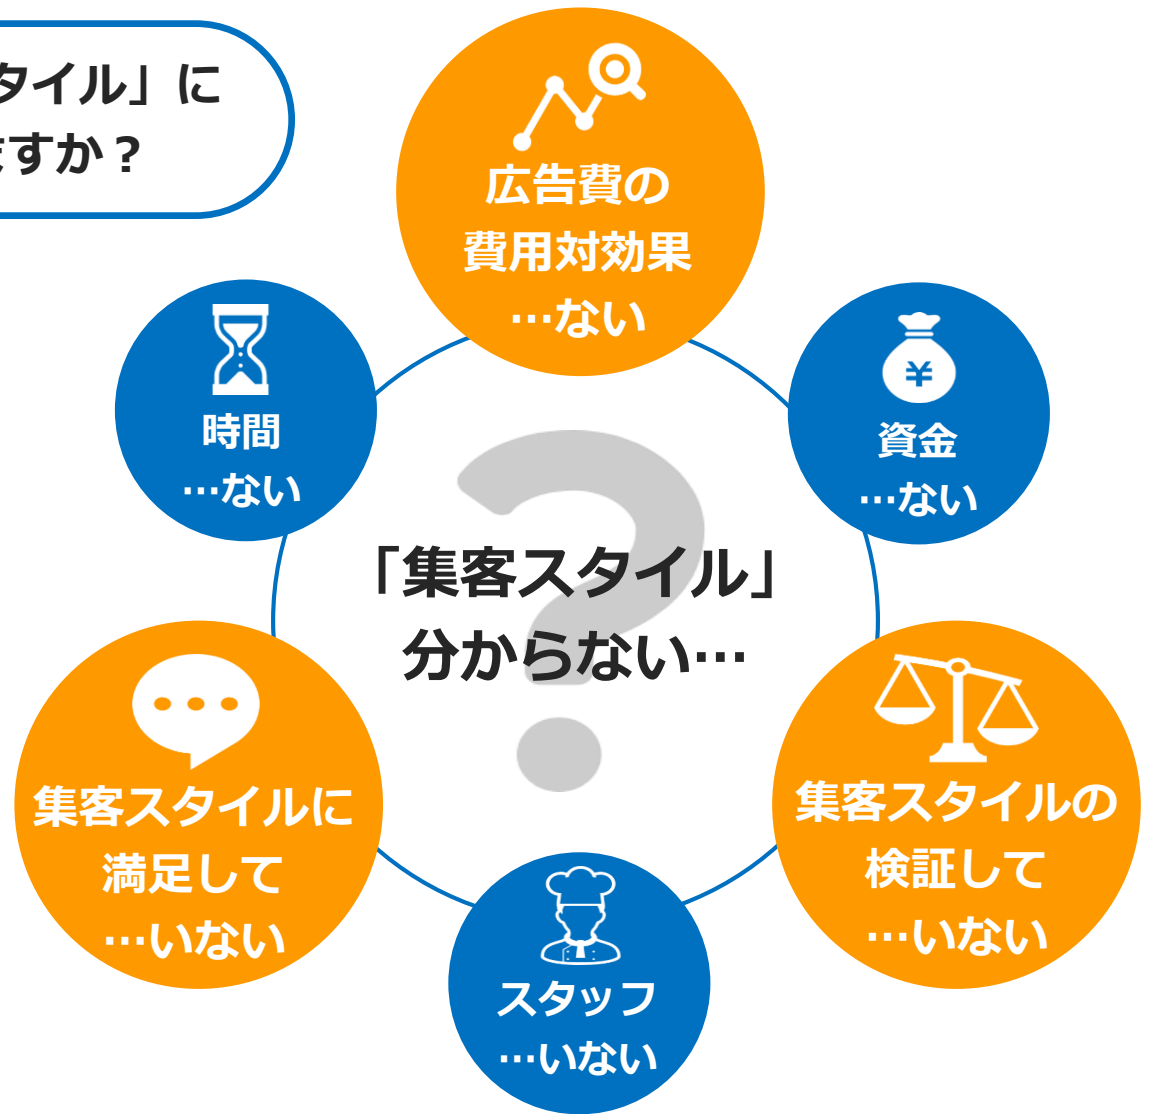 タイル」に
ますか？
広告費の
費用対効果
…ない
時間
…ない
資金
…ない
「集客スタイル」
分からない…
集客スタイルに
満足して
…いない
集客スタイルの
検証して
…いない
スタッフ
…いない
¥